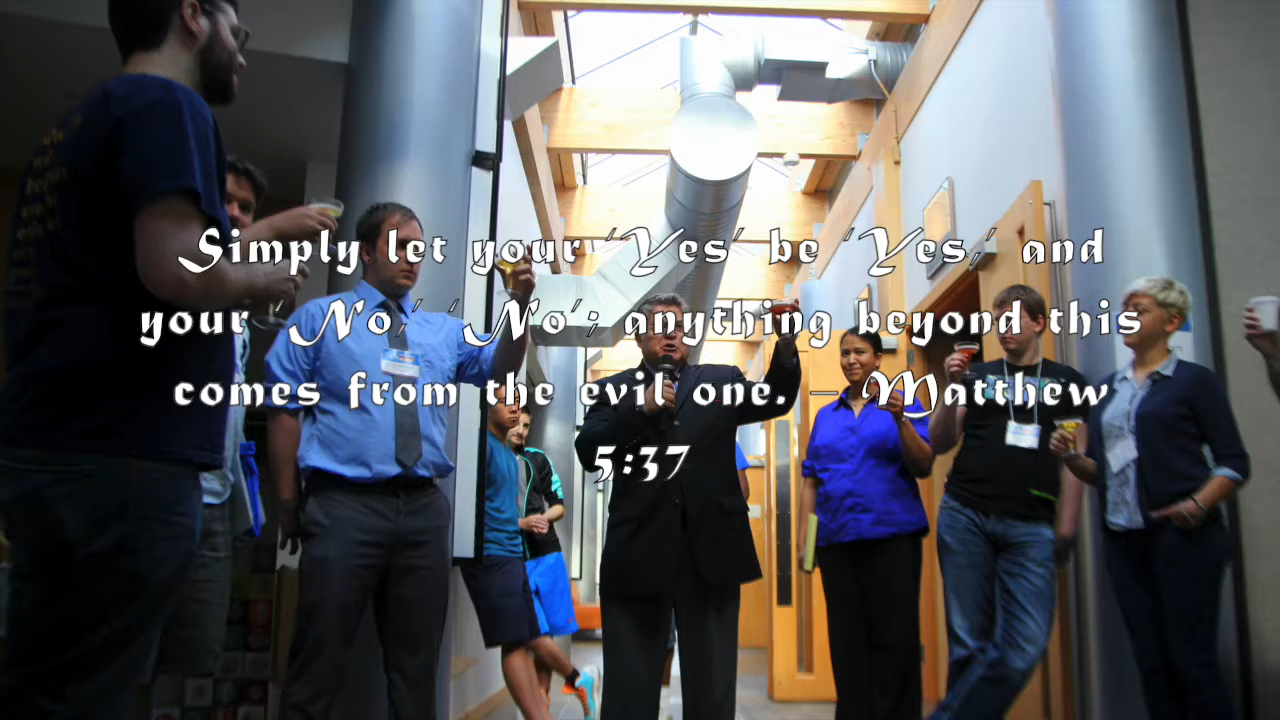 Simply let your 'Yes' be 'Yes,' and
your 'No,' 'No'; anything beyond this
comes from the evil one. – Matthew
5:37